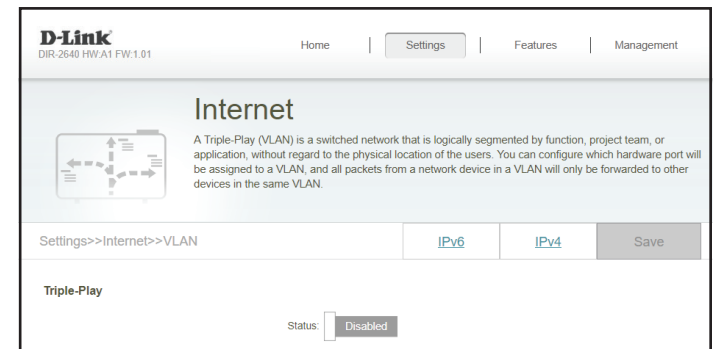 D-Link
DIR-2640 HW:A1 FW:1.01
Home
Settings
Features
Management
Internet
A Triple-Play (VLAN) is a switched network that is logically segmented by function, project team, or
application, without regard to the physical location of the users. You can configure which hardware port will
be assigned to a VLAN, and all packets from a network device in a VLAN will only be forwarded to other
devices in the same VLAN.
Settings>>Internet>>VLAN
IPv6
IPv4
Save
Triple-Play
Status:
Disabled